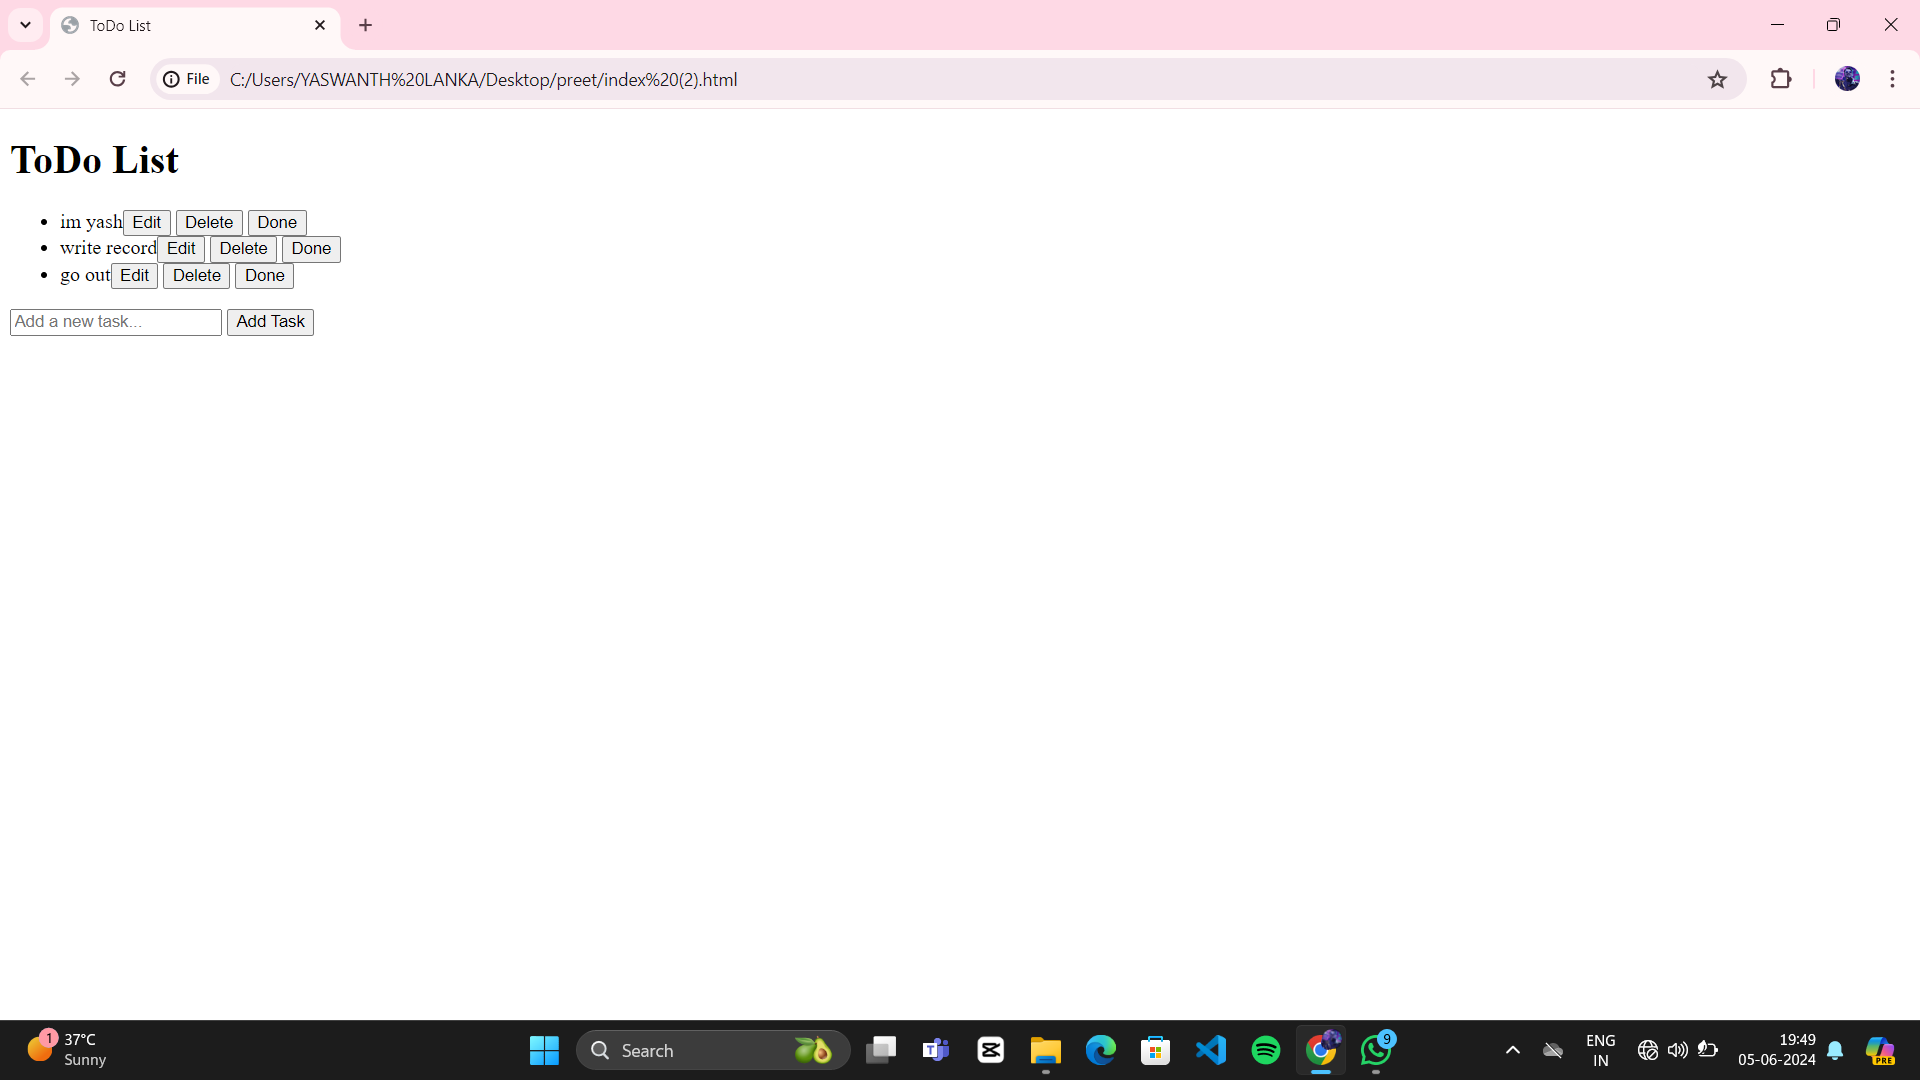 ToDo List
File C:/Users/YASWANTH%20LANKA/Desktop/preet/index%20(2).html
ToDo List
im yash Edit Delete Done
write record Edit Delete Done
go out Edit Delete Done
Add a new task... Add Task
1 37°C
Sunny
Search
T
9
PRE
ENG
IN
19:49
05-06-2024